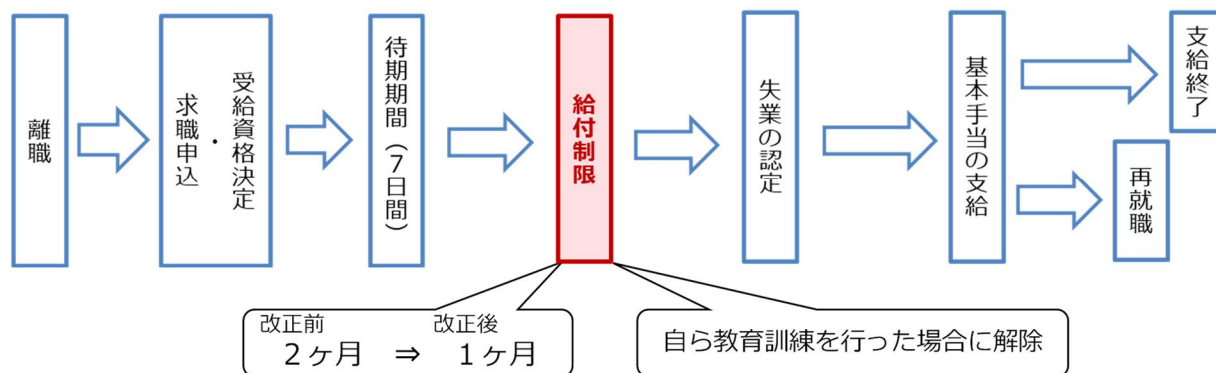 離職
受給資格決定
・
求職申込
待期期間（7日間）
給付制限
失業の認定
基本手当の支給
支給終了
再就職
改正前 改正後
２ヶ月 ⇒ １ヶ月
自ら教育訓練を行った場合に解除